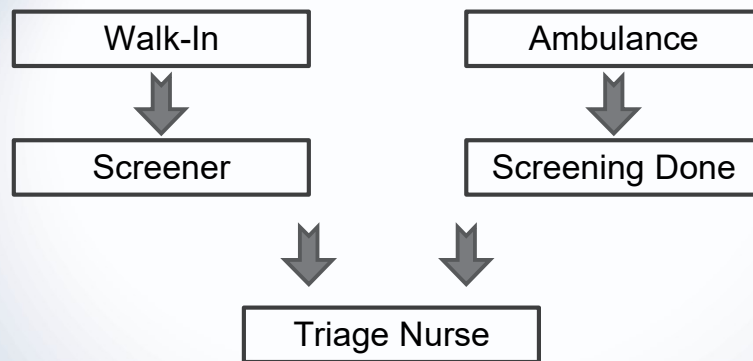 Walk-In
Ambulance
Screener
Screening Done
Triage Nurse